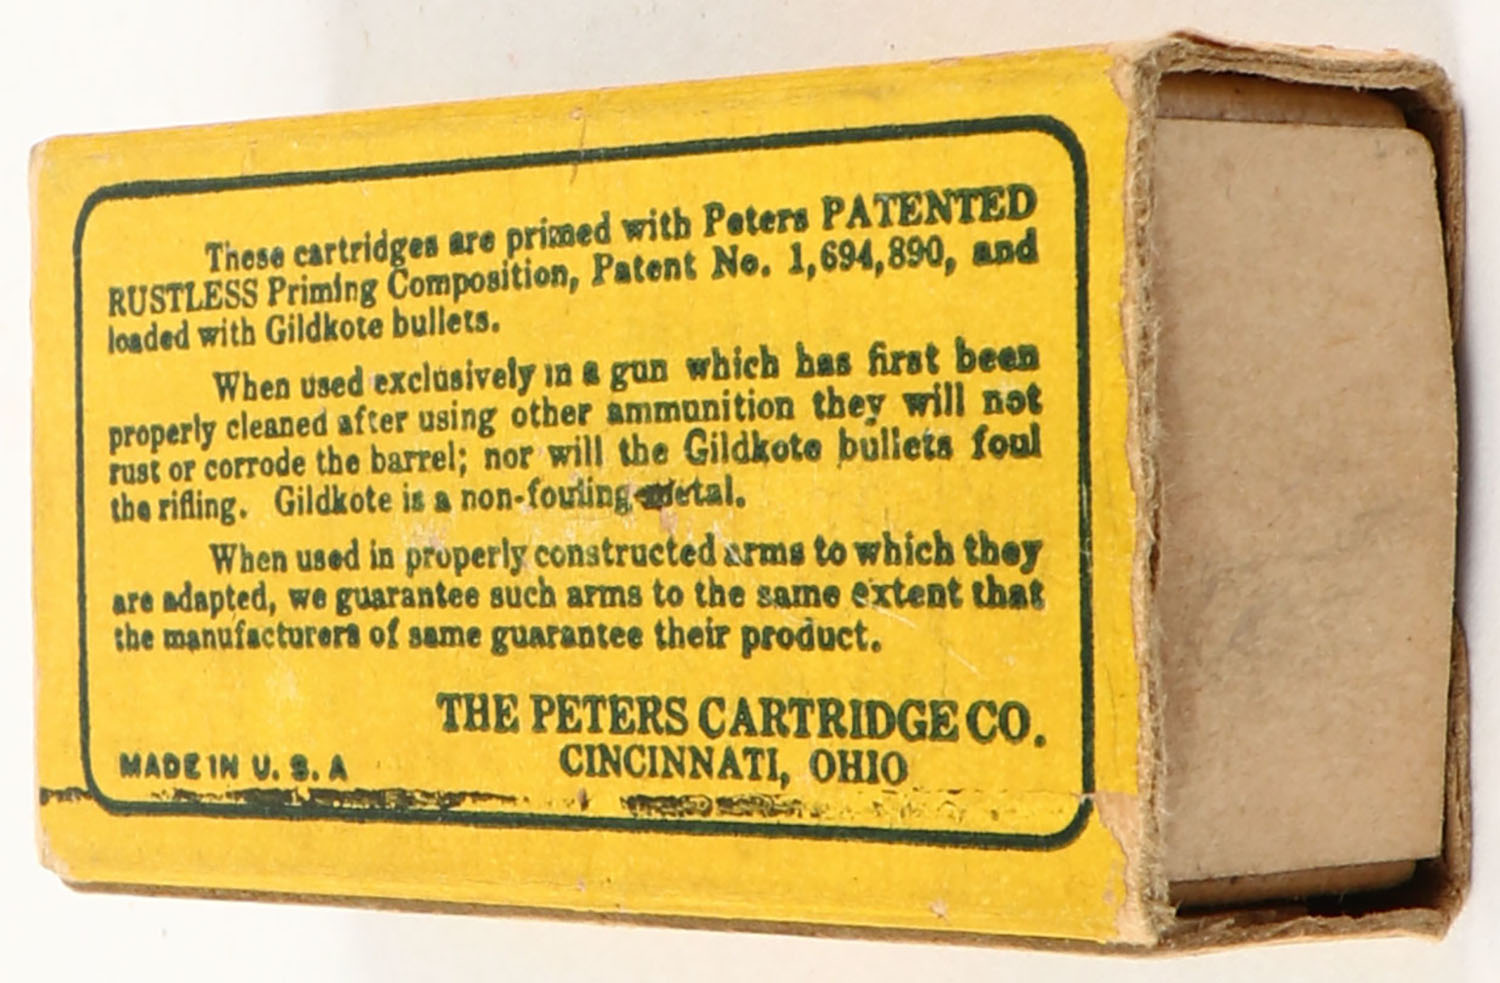 These cartridges are primed with Peters PATENTED
RUSTLESS Priming Composition, Patent No. 1,694,890, and
loaded with Gildkote bullets.
When used exclusively in a gun which has first been
properly cleaned after using other ammunition they will not
rust or corrode the barrel; nor will the Gildkote bullets foul
the rifling. Gildkote is a non-fouling metal.
When used in properly constructed arms to which they
are adapted, we guarantee such arms to the same extent that
the manufacturers of same guarantee their product.
THE PETERS CARTRIDGE CO.
MADE IN U. S. A CINCINNATI, OHIO